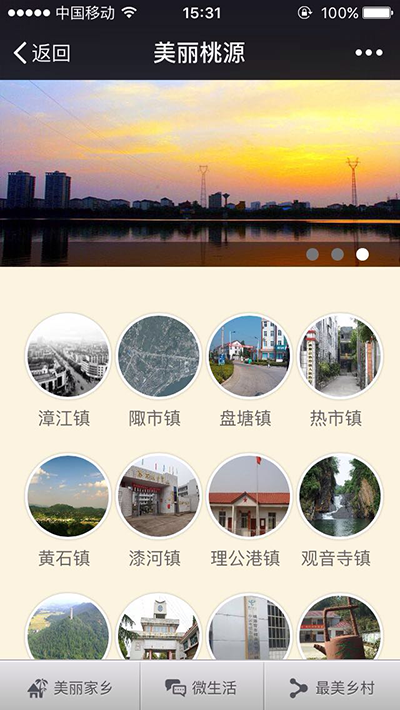 中国移动 15:31 100%
返回 美丽桃源
漳江镇 陬市镇 盘塘镇 热市镇
黄石镇 漆河镇 理公港镇 观音寺镇
美丽家乡 微生活 最美乡村